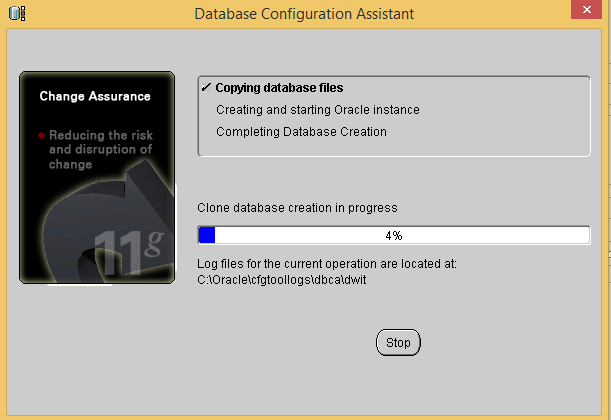 Database Configuration Assistant
Change Assurance
Reducing the risk
and disruption of
change
11g
Copying database files
Creating and starting Oracle instance
Completing Database Creation
Clone database creation in progress
4%
Log files for the current operation are located at:
C:\Oracle\cfgtoollogs\dbca\dwit
Stop